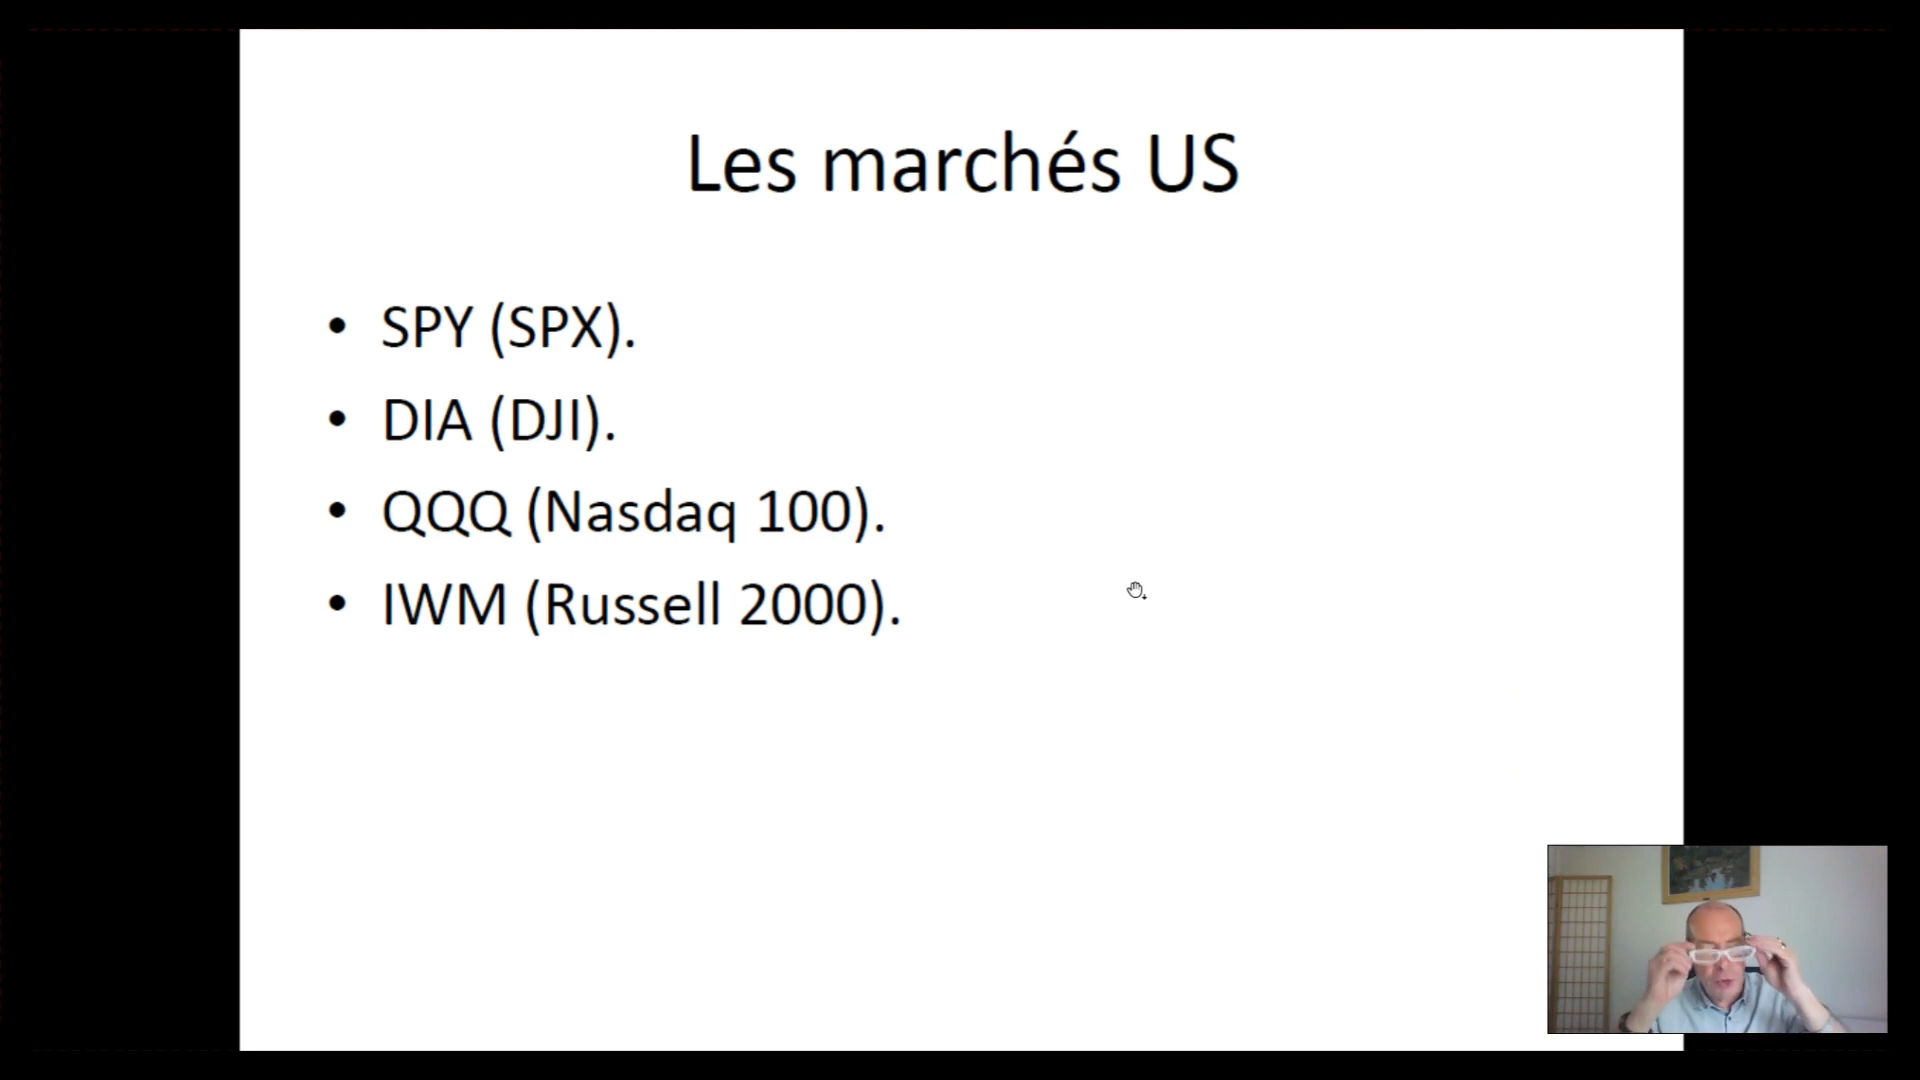 Les marchés US
• SPY (SPX).
• DIA (DJI).
• QQQ (Nasdaq 100).
• IWM (Russell 2000).